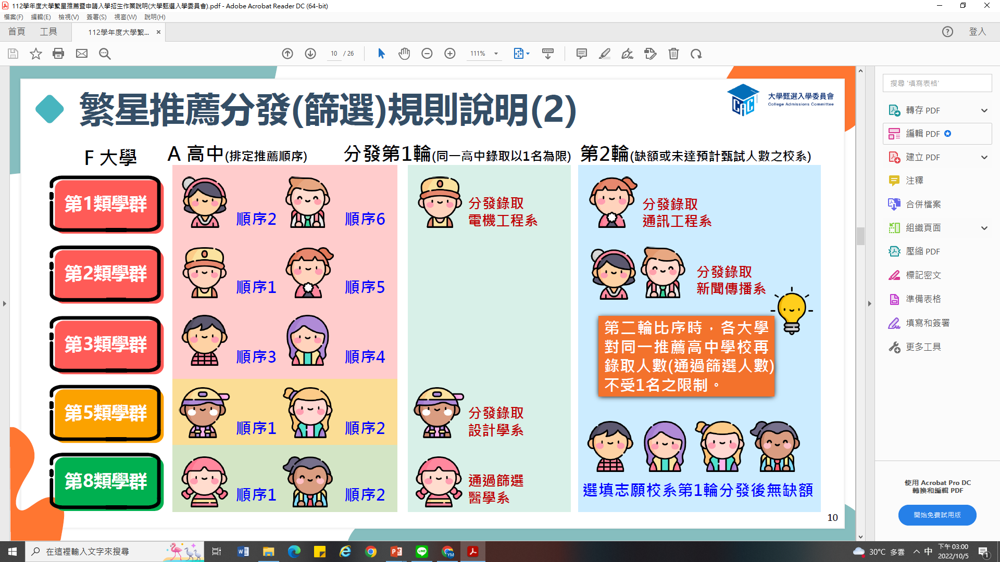 112學年度大學繁星推薦暨申請入學招生作業說明(大學甄選入學委員會).pdf - Adobe Acrobat Reader DC (64-bit)
檔案(F) 編輯(E) 檢視(V) 簽署(S) 視窗(W) 說明(H)
首頁 工具 112學年度大學繁... × 登入
10 / 26 111%
繁星推薦分發(篩選)規則說明(2)
CAC 大學甄選入學委員會
College Admissions Committee
F 大學 A 高中(排定推薦順序) 分發第1輪(同一高中錄取以1名為限) 第2輪(缺額或未達預計甄試人數之校系)
第1類學群
順序2 順序6
分發錄取
電機工程系
分發錄取
通訊工程系
第2類學群
順序1 順序5
分發錄取
新聞傳播系
第3類學群
順序3 順序4
第二輪比序時，各大學
對同一推薦高中學校再
錄取人數(通過篩選人數)
不受1名之限制。
第5類學群
順序1 順序2
分發錄取
設計學系
第8類學群
順序1 順序2
通過篩選
醫學系
選填志願校系第1輪分發後無缺額
10
搜尋 '填寫表格'
轉存 PDF
編輯 PDF
建立 PDF
注釋
合併檔案
組織頁面
壓縮 PDF
標記密文
準備表格
填寫和簽署
更多工具
使用 Acrobat Pro DC
轉換和編輯 PDF
開始免費試用版
在這裡輸入文字來搜尋
30°C 多雲 中 下午 03:00
2022/10/5
1